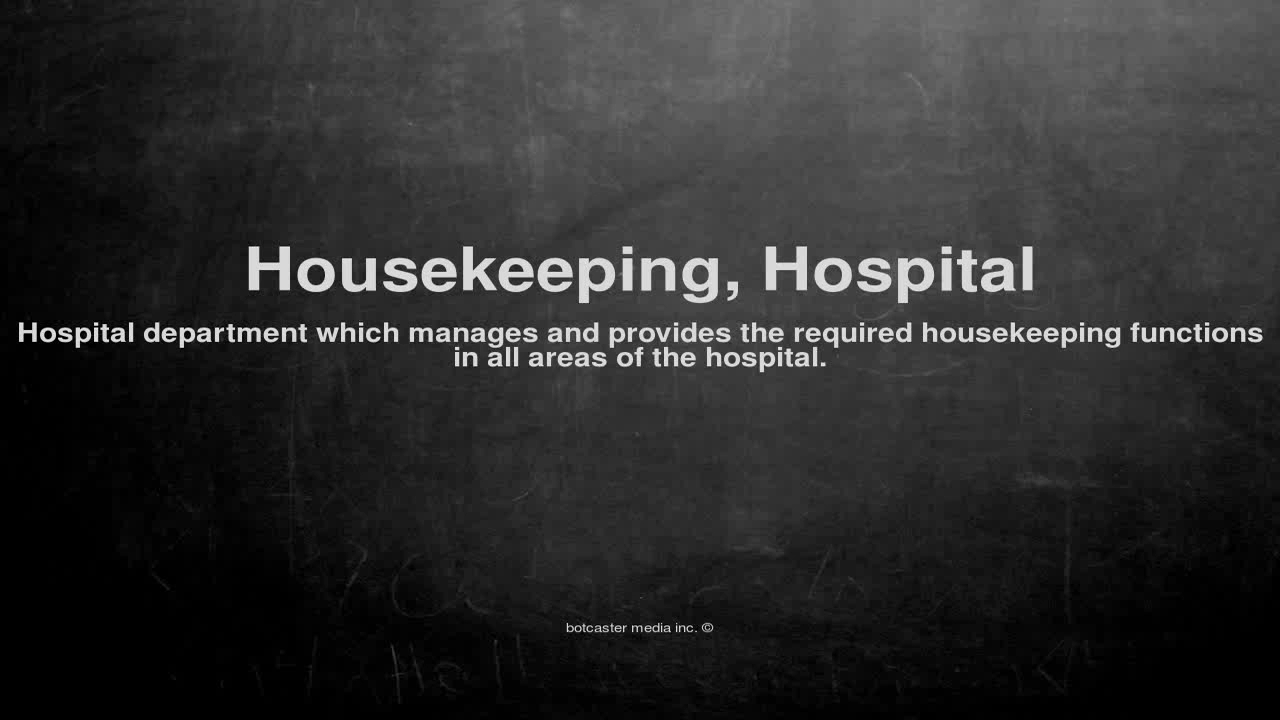 Housekeeping, Hospital
Hospital department which manages and provides the required housekeeping functions
in all areas of the hospital.
botcaster media inc. ©